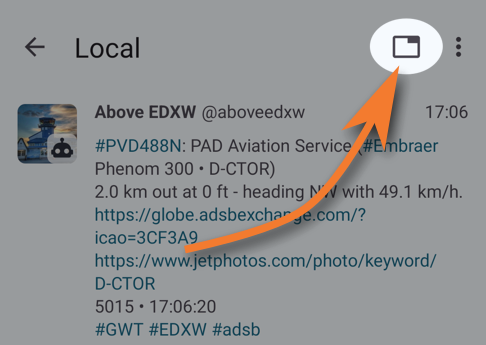 Local
Above EDXW @aboveedxw 17:06
#PVD488N: PAD Aviation Service (#Embraer
Phenom 300 • D-CTOR)
2.0 km out at 0 ft - heading NW with 49.1 km/h.
https://globe.adsbexchange.com/?
icao=3CF3A9
https://www.jetphotos.com/photo/keyword/
D-CTOR
5015 • 17:06:20
#GWT #EDXW #adsb